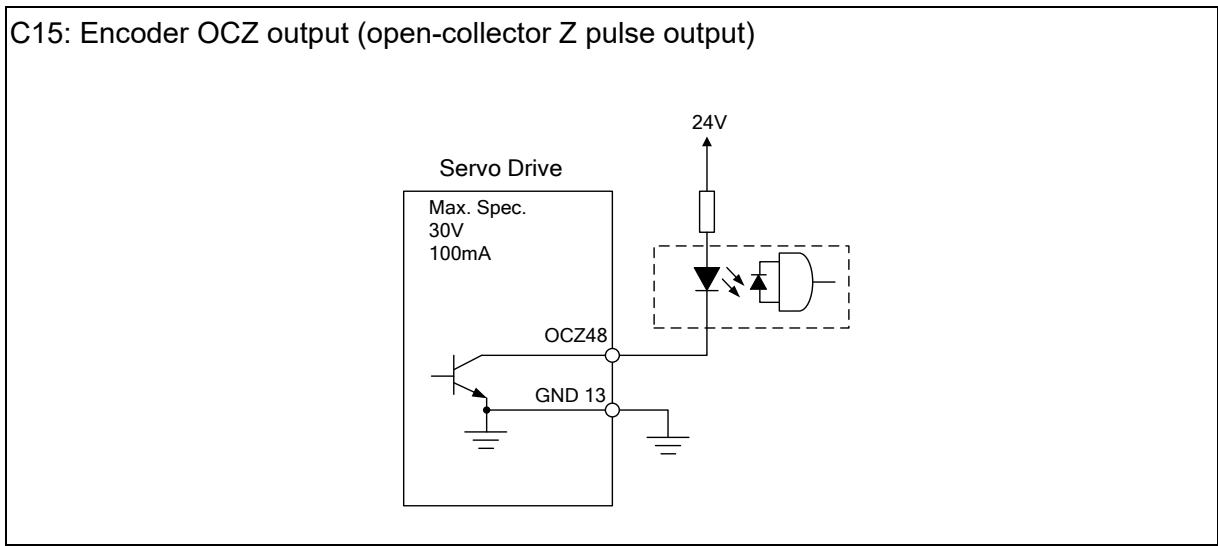 C15: Encoder OCZ output (open-collector Z pulse output)
24V
Servo Drive
Max. Spec.
30V
100mA
OCZ48
GND 13